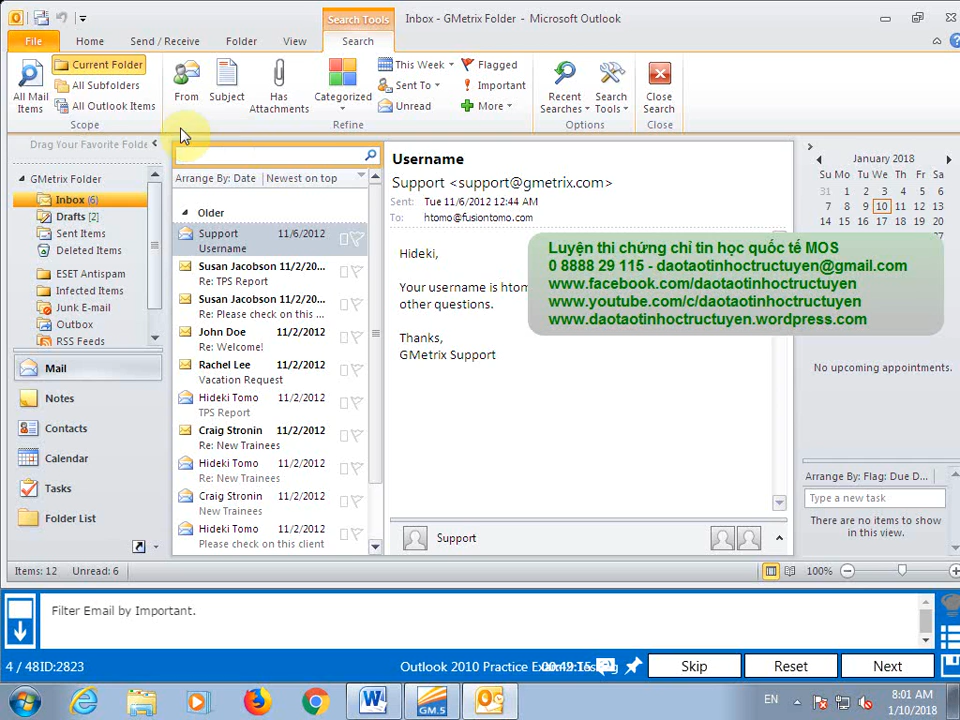 Search Tools
Inbox - GMetrix Folder - Microsoft Outlook
File
Home
Send / Receive
Folder
View
Search
All Mail Items
Current Folder
All Subfolders
All Outlook Items
Scope
From
Subject
Has Attachments
Categorized
This Week
Sent To
Unread
Flagged
Important
More
Refine
Recent Searches
Search Tools
Options
Close Search
Close
Drag Your Favorite Folde
GMetrix Folder
Inbox (6)
Drafts [2]
Sent Items
Deleted Items
ESET Antispam
Infected Items
Junk E-mail
Outbox
RSS Feeds
Mail
Notes
Contacts
Calendar
Tasks
Folder List
Arrange By: Date
Newest on top
Older
Support 11/6/2012
Username
Susan Jacobson 11/2/20...
Re: TPS Report
Susan Jacobson 11/2/20...
Re: Please check on this ...
John Doe 11/2/2012
Re: Welcome!
Rachel Lee 11/2/2012
Vacation Request
Hideki Tomo 11/2/2012
TPS Report
Craig Stronin 11/2/2012
Re: New Trainees
Hideki Tomo 11/2/2012
Re: New Trainees
Craig Stronin 11/2/2012
New Trainees
Hideki Tomo 11/2/2012
Please check on this client
Username
Support <support@gmetrix.com>
Sent: Tue 11/6/2012 12:44 AM
To: htomo@fusiontomo.com
Hideki,
Your username is htom
other questions.
Thanks,
GMetrix Support
Support
Luyện thi chứng chỉ tin học quốc tế MOS
0 8888 29 115 - daotaotinhoctructuyen@gmail.com
www.facebook.com/daotaotinhoctructuyen
www.youtube.com/c/daotaotinhoctructuyen
www.daotaotinhoctructuyen.wordpress.com
January 2018
Su Mo Tu We Th Fr Sa
31 1 2 3 4 5 6
7 8 9 10 11 12 13
14 15 16 17 18 19 20
27
No upcoming appointments.
Arrange By: Flag: Due D...
Type a new task
There are no items to show in this view.
Items: 12
Unread: 6
100%
Filter Email by Important.
4 / 48
ID:2823
Outlook 2010 Practice Exam
00:49:15
Skip
Reset
Next
GM.5
EN
8:01 AM
1/10/2018